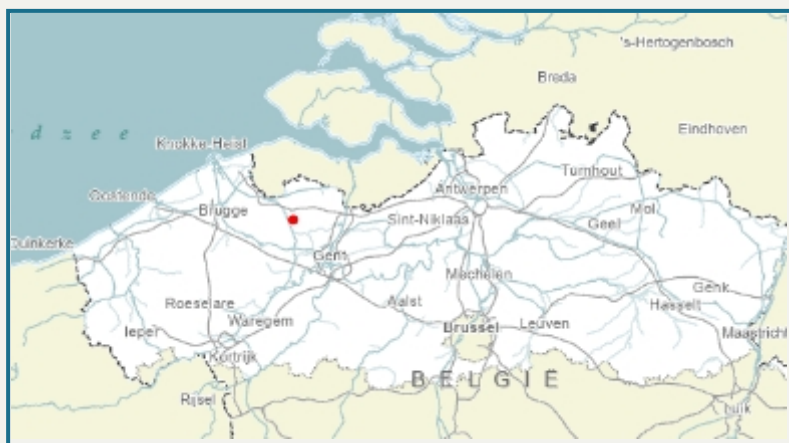 's-Hertogenbosch
Breda
Eindhoven
dzee
Knokke-Heist
Turnhout
Antwerpen
Oostende
Brugge
Sint-Niklaas
Geel
Mol
Duinkerke
Gent
Mechelen
Genk
Roeselare
Aalst
Hasselt
Ieper
Waregem
Brussel
Leuven
Maastricht
Kortrijk
BELGIË
Rijsel
Luik